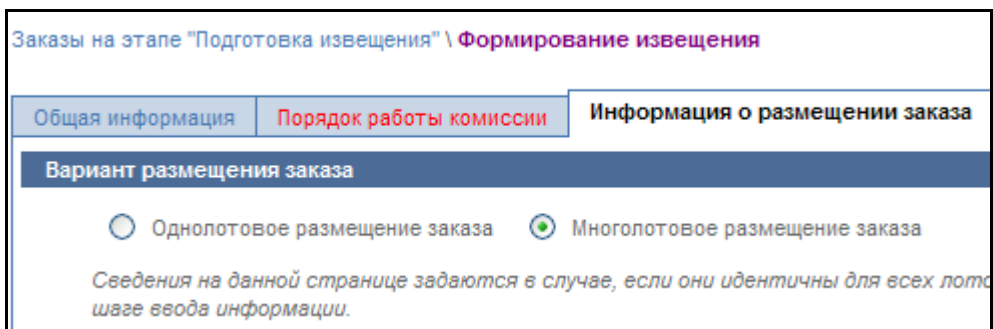 Заказы на этапе "Подготовка извещения" \ Формирование извещения
Общая информация Порядок работы комиссии Информация о размещении заказа
Вариант размещения заказа
Однолотовое размещение заказа Многолотовое размещение заказа
Сведения на данной странице задаются в случае, если они идентичны для всех лото
шаге ввода информации.